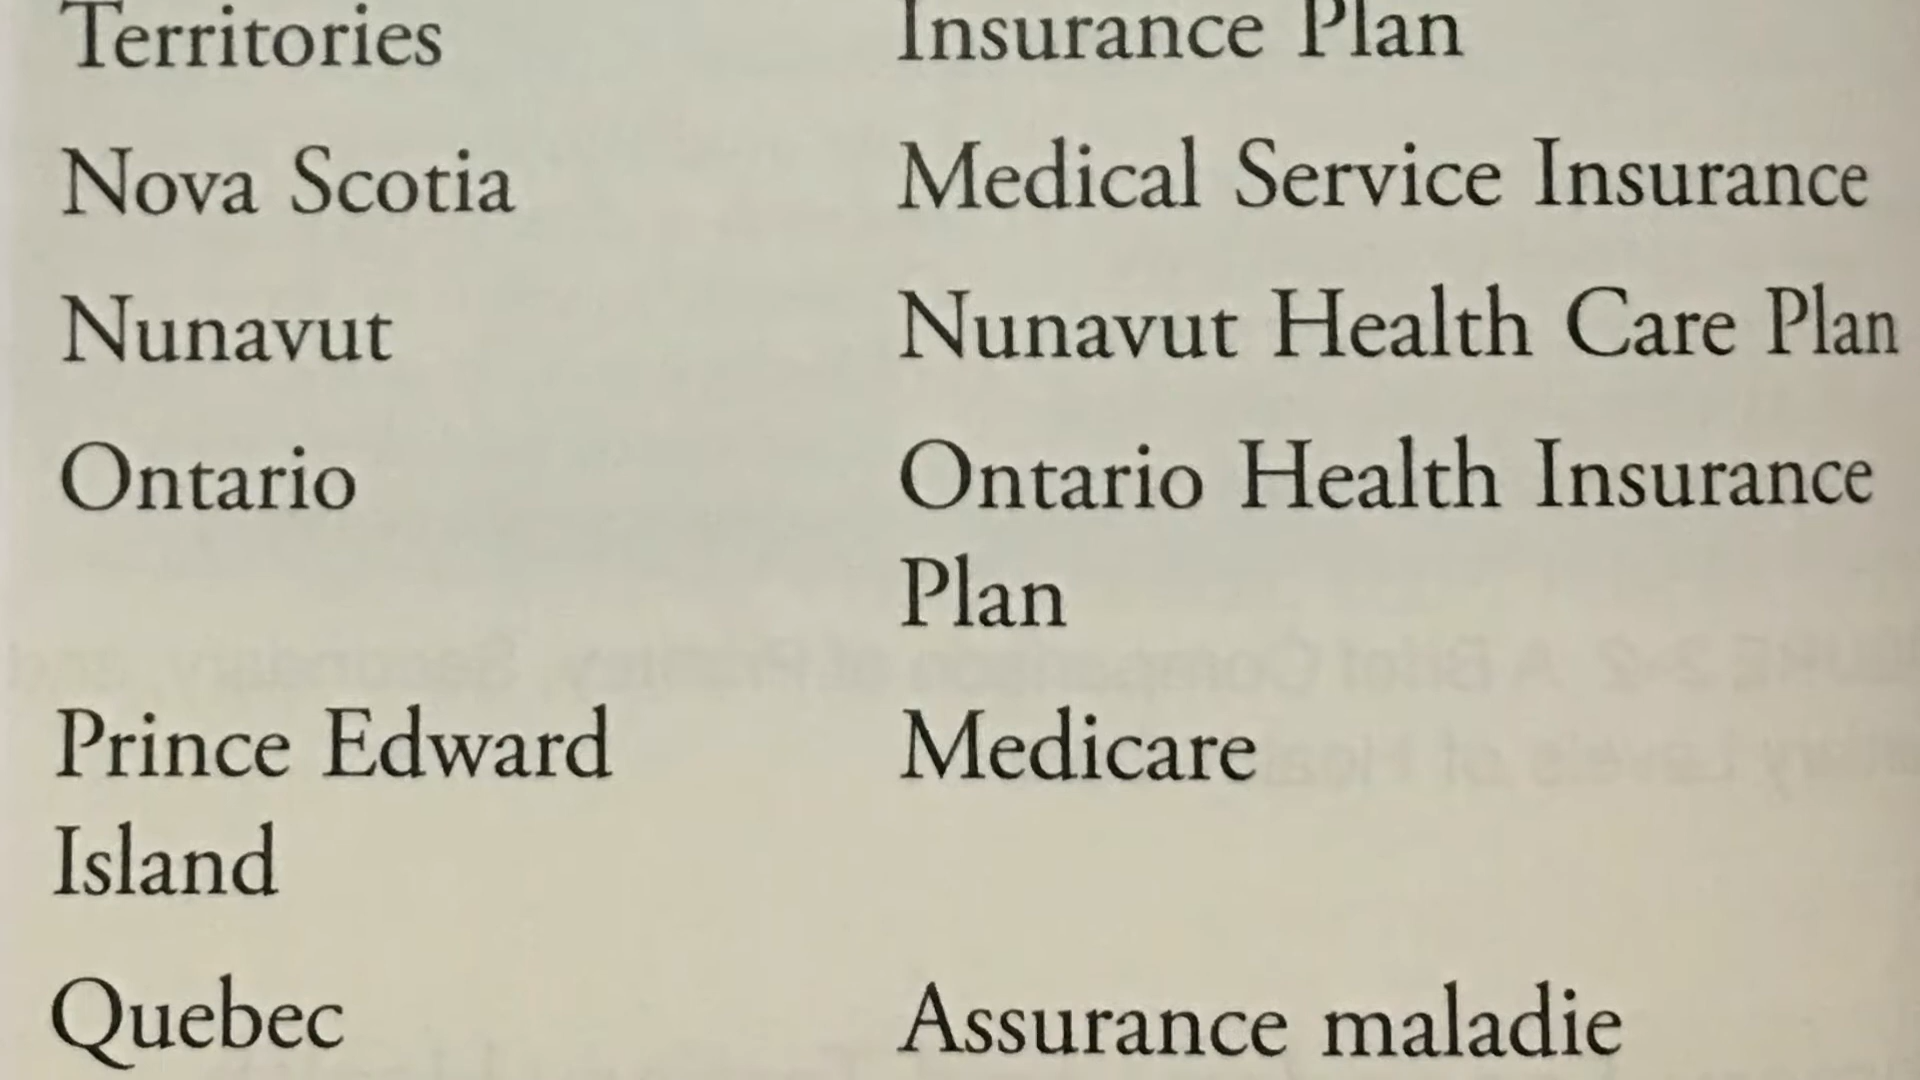 Territories Insurance Plan
Nova Scotia Medical Service Insurance
Nunavut Nunavut Health Care Plan
Ontario Ontario Health Insurance
Plan
Prince Edward Medicare
Island
Quebec Assurance maladie